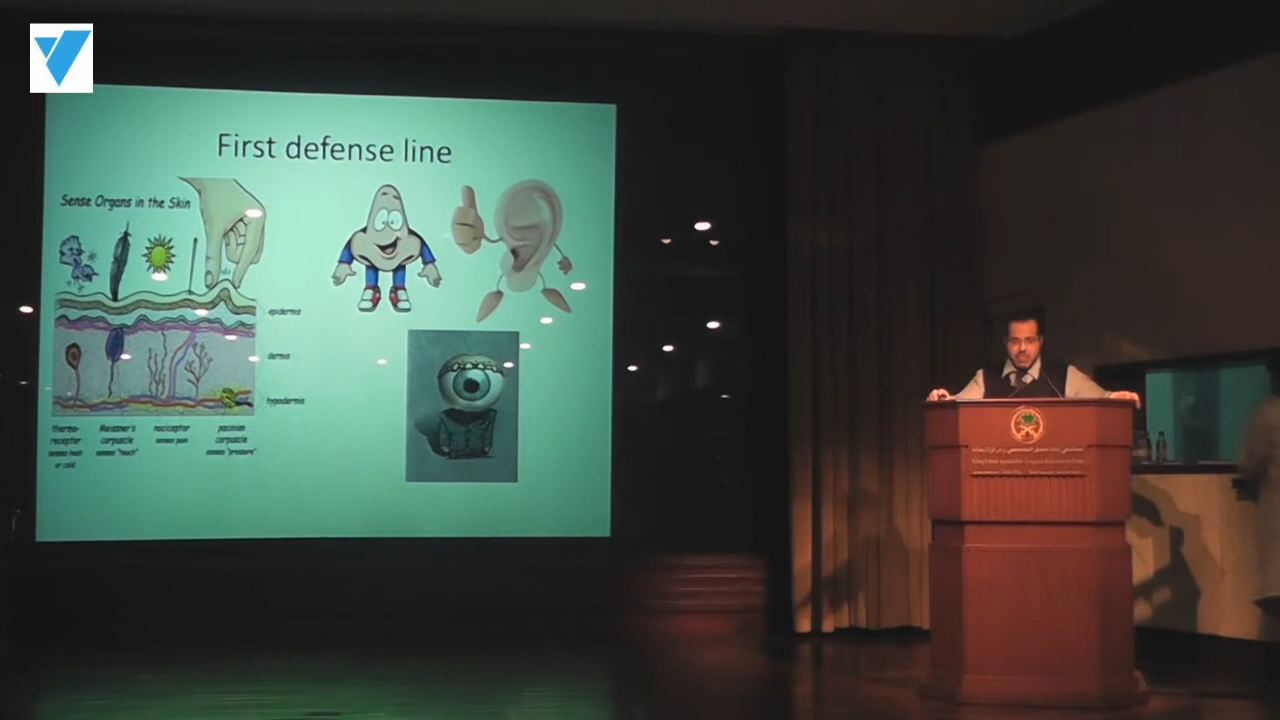 First defense line
Sense Organs in the Skin
epidermis
dermis
hypodermis
thermo-
receptor
senses heat
or cold
Meissner's
corpuscle
senses "touch"
nociceptor
senses pain
pacinian
corpuscle
senses "pressure"